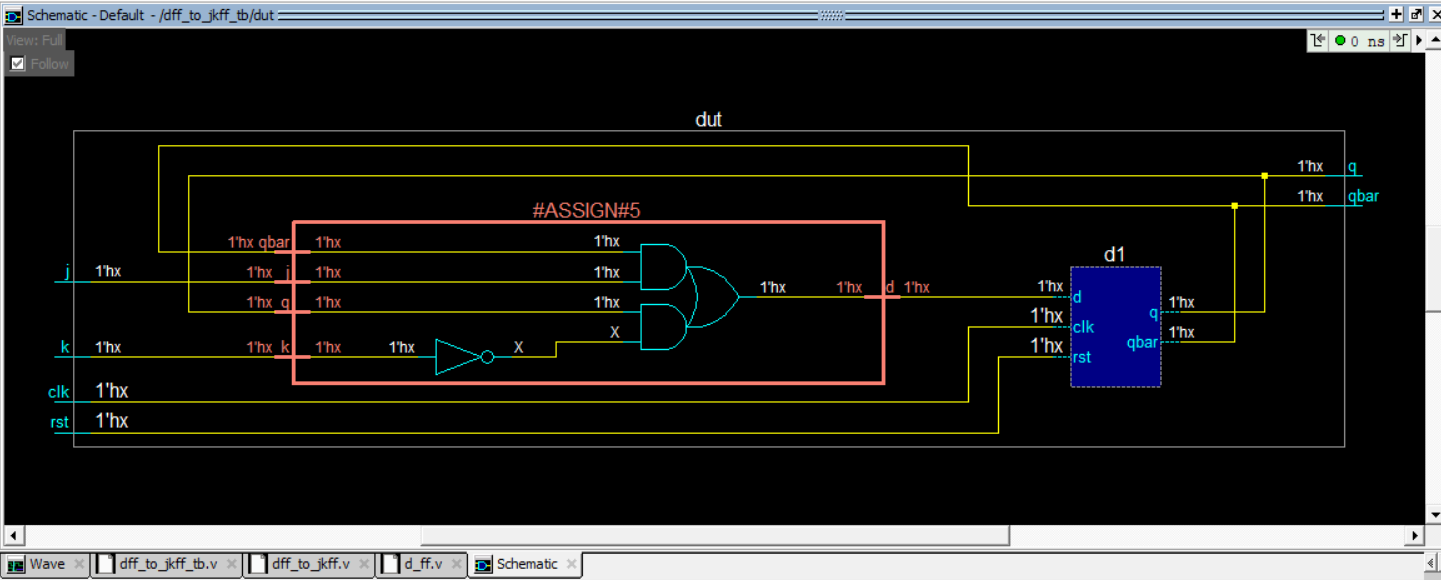 Schematic - Default - /dff_to_jkff_tb/dut
View: Full
0 ns
Follow
dut
1'hx q
1'hx qbar
#ASSIGN#5
1'hx qbar 1'hx 1'hx
d1
j 1'hx 1'hx j 1'hx 1'hx
1'hx 1'hx d 1'hx 1'hx d
1'hx q 1'hx 1'hx
1'hx q
1'hx clk
X
1'hx qbar
k 1'hx 1'hx k 1'hx 1'hx X
1'hx rst
clk 1'hx
rst 1'hx
Wave dff_to_jkff_tb.v dff_to_jkff.v d_ff.v Schematic